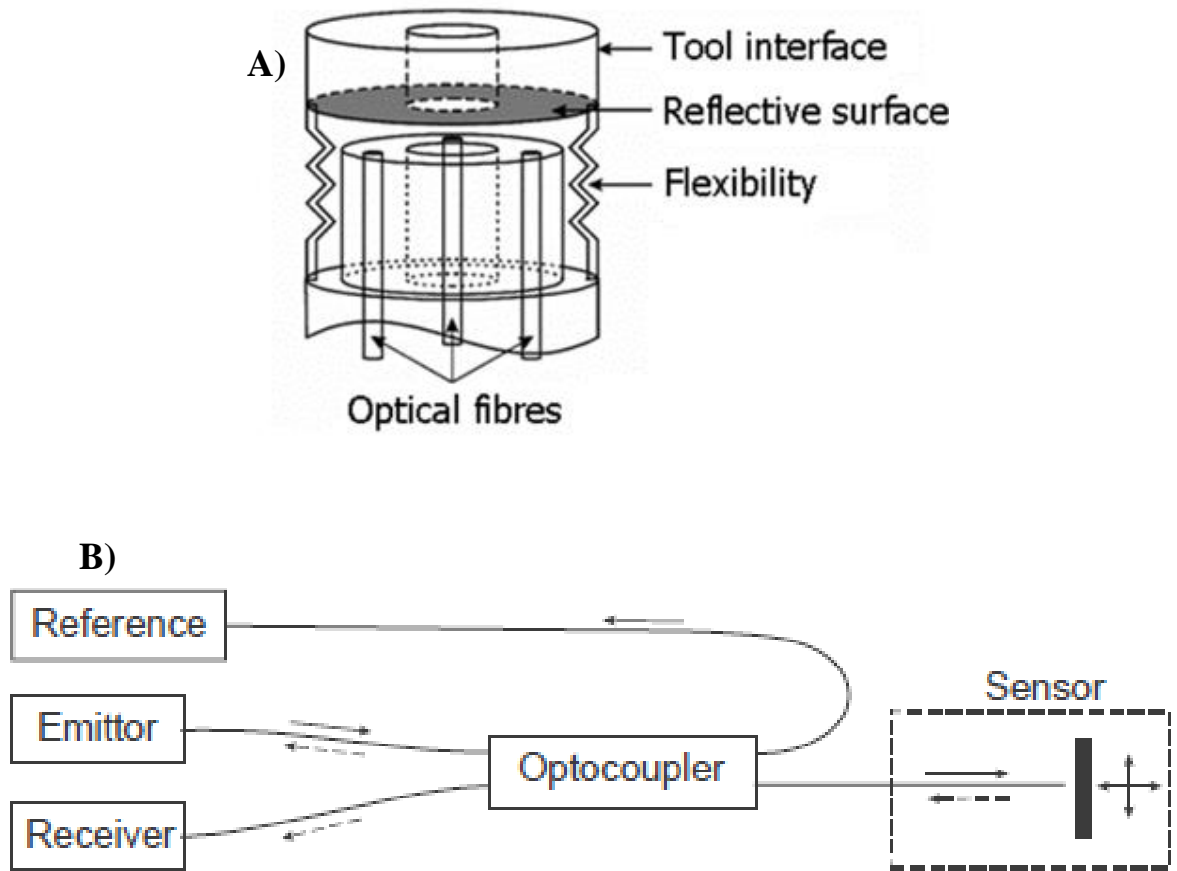 A)
Tool interface
Reflective surface
Flexibility
Optical fibres
B)
Reference
Emittor
Receiver
Optocoupler
Sensor